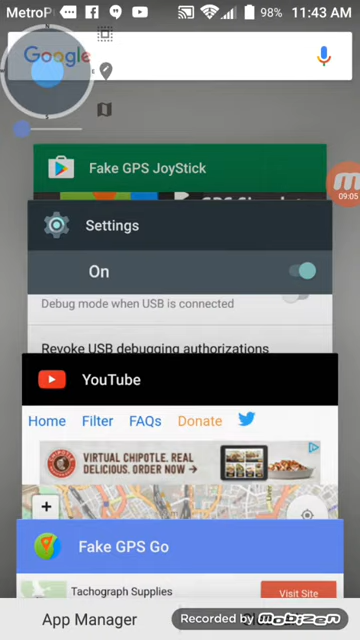 MetroP
98% 11:43 AM
Google
Fake GPS JoyStick
Settings
09:05
On
Debug mode when USB is connected
Revoke USB debugging authorizations
YouTube
Home Filter FAQs Donate
VIRTUAL CHIPOTLE. REAL
DELICIOUS. ORDER NOW
+
Fake GPS Go
Tachograph Supplies
Visit Site
App Manager
Recorded by Mobizen